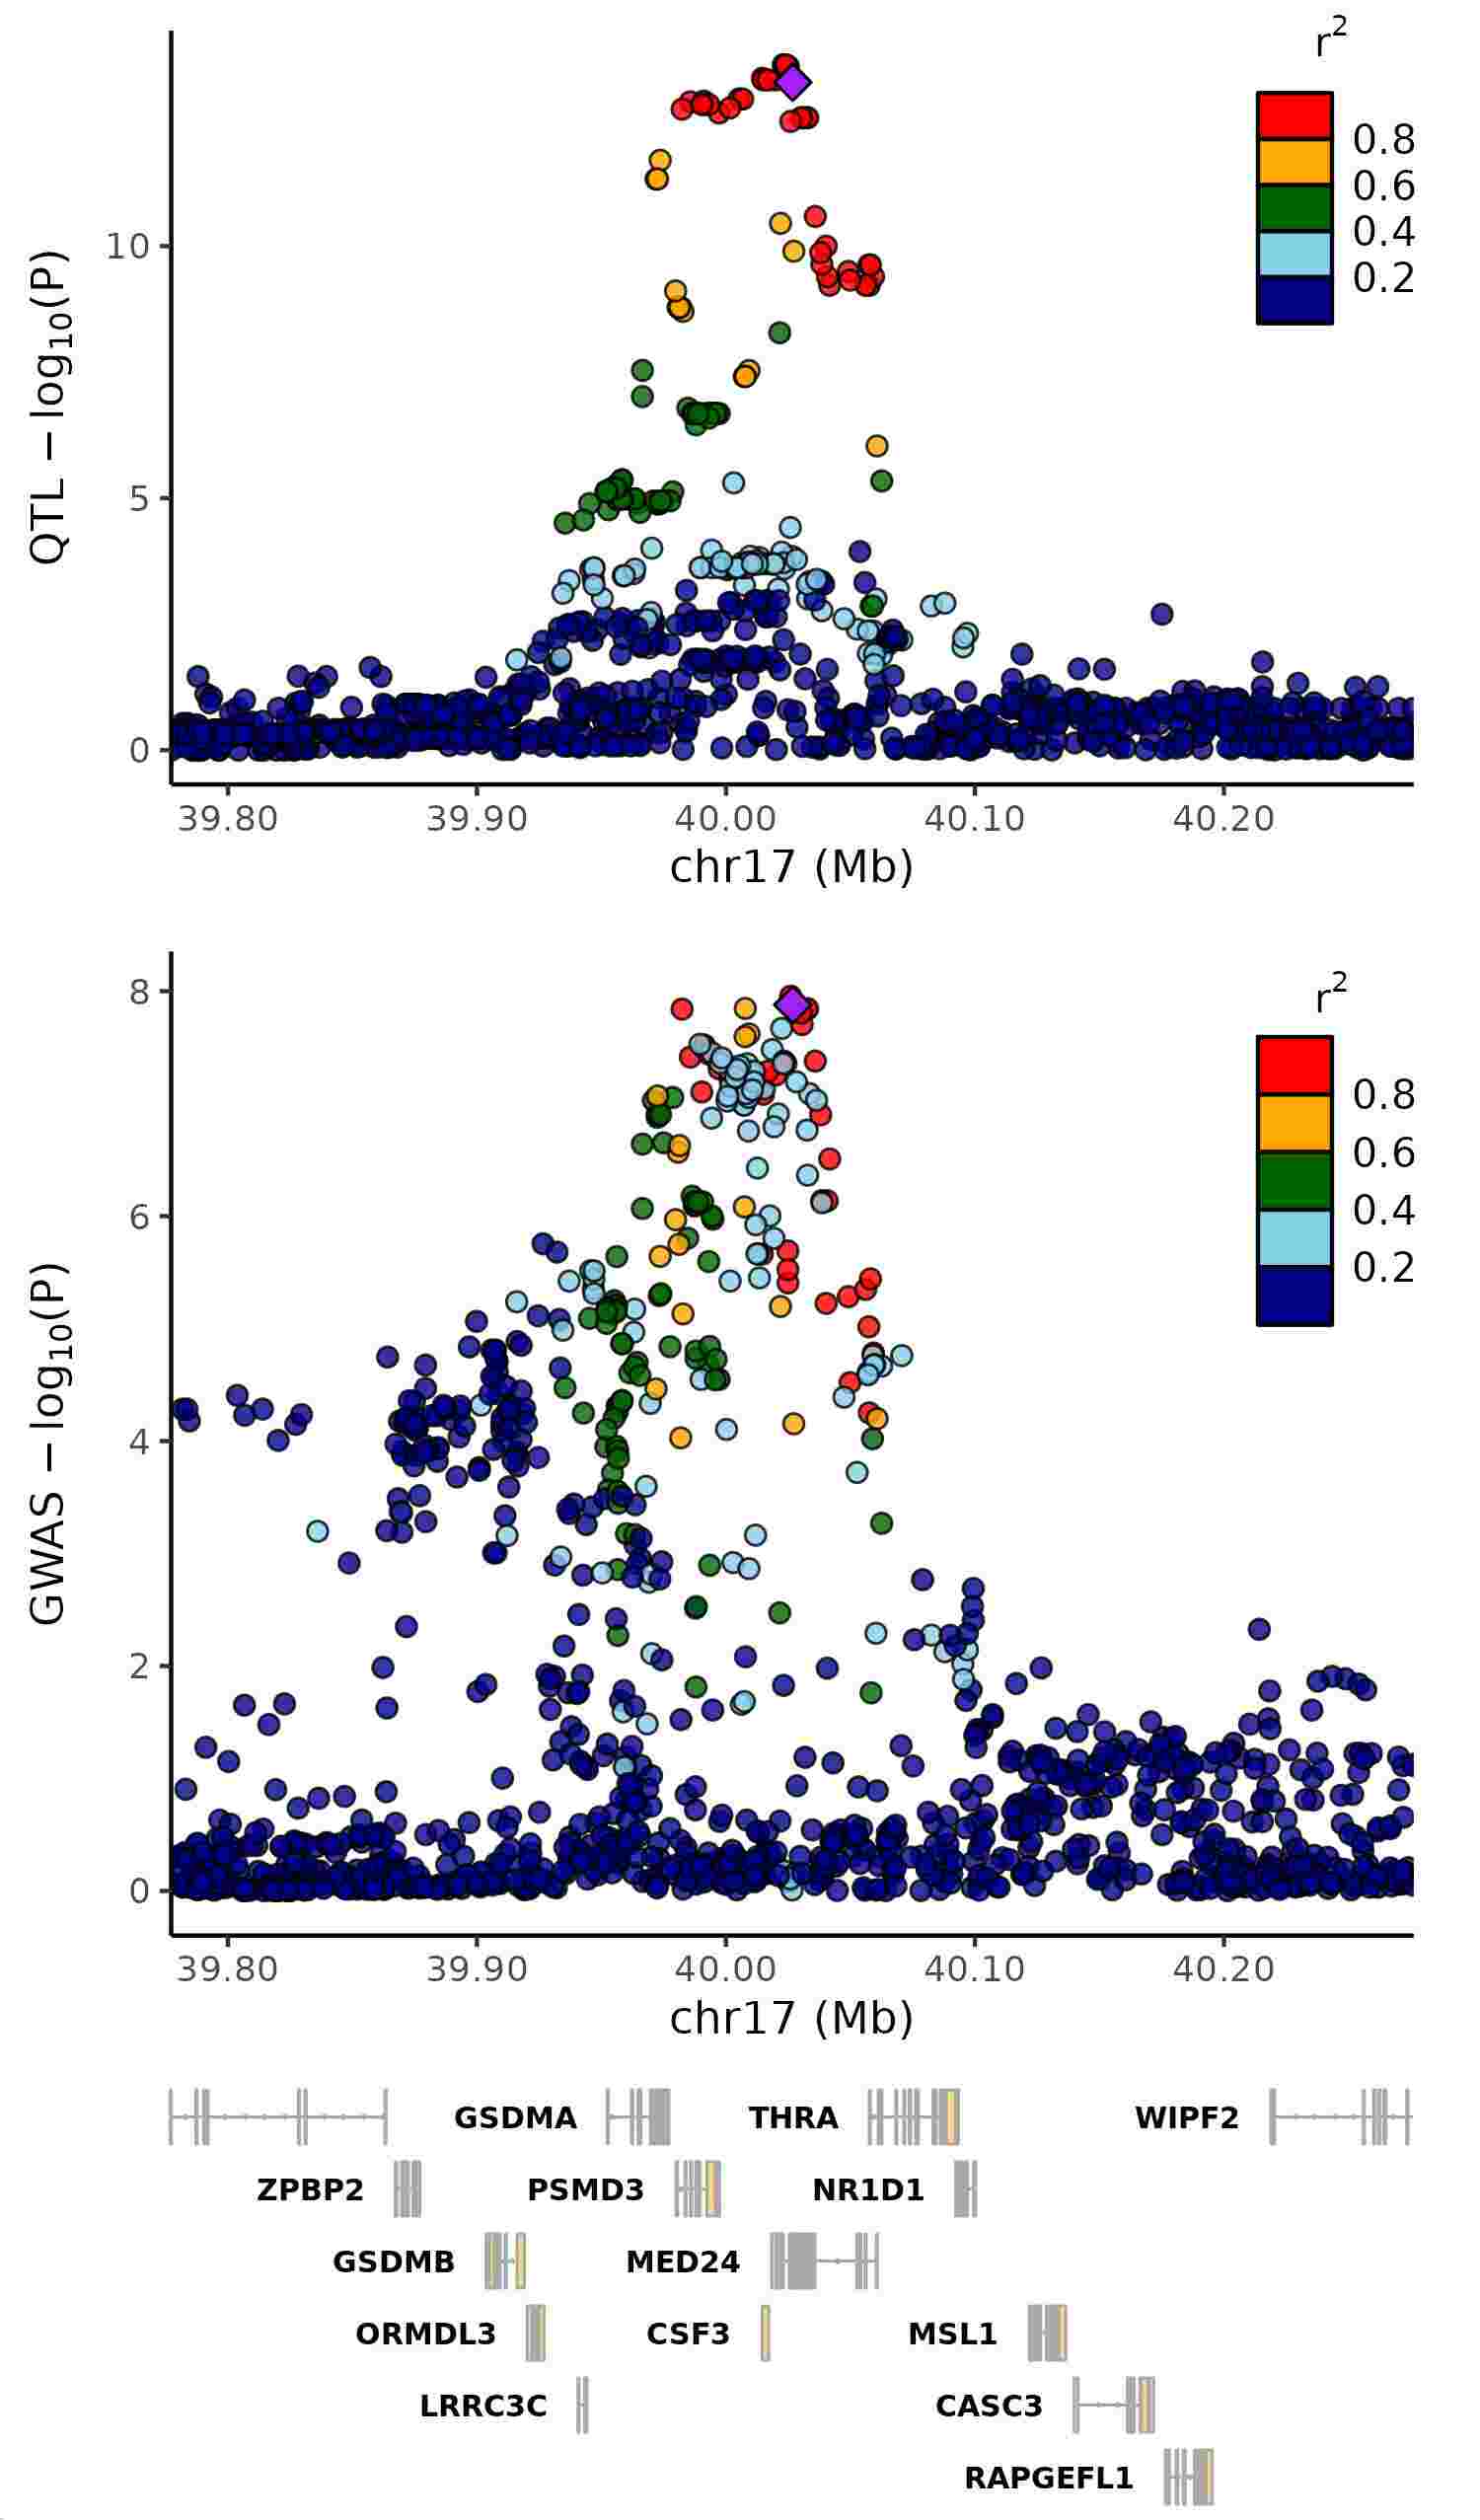 r²
0.8
0.6
0.4
0.2
QTL −log₁₀(P)
10
5
0
39.80 39.90 40.00 40.10 40.20
chr17 (Mb)
r²
0.8
0.6
0.4
0.2
GWAS −log₁₀(P)
8
6
4
2
0
39.80 39.90 40.00 40.10 40.20
chr17 (Mb)
GSDMA THRA WIPF2
ZPBP2 PSMD3 NR1D1
GSDMB MED24
ORMDL3 CSF3 MSL1
LRRC3C CASC3
RAPGEFL1